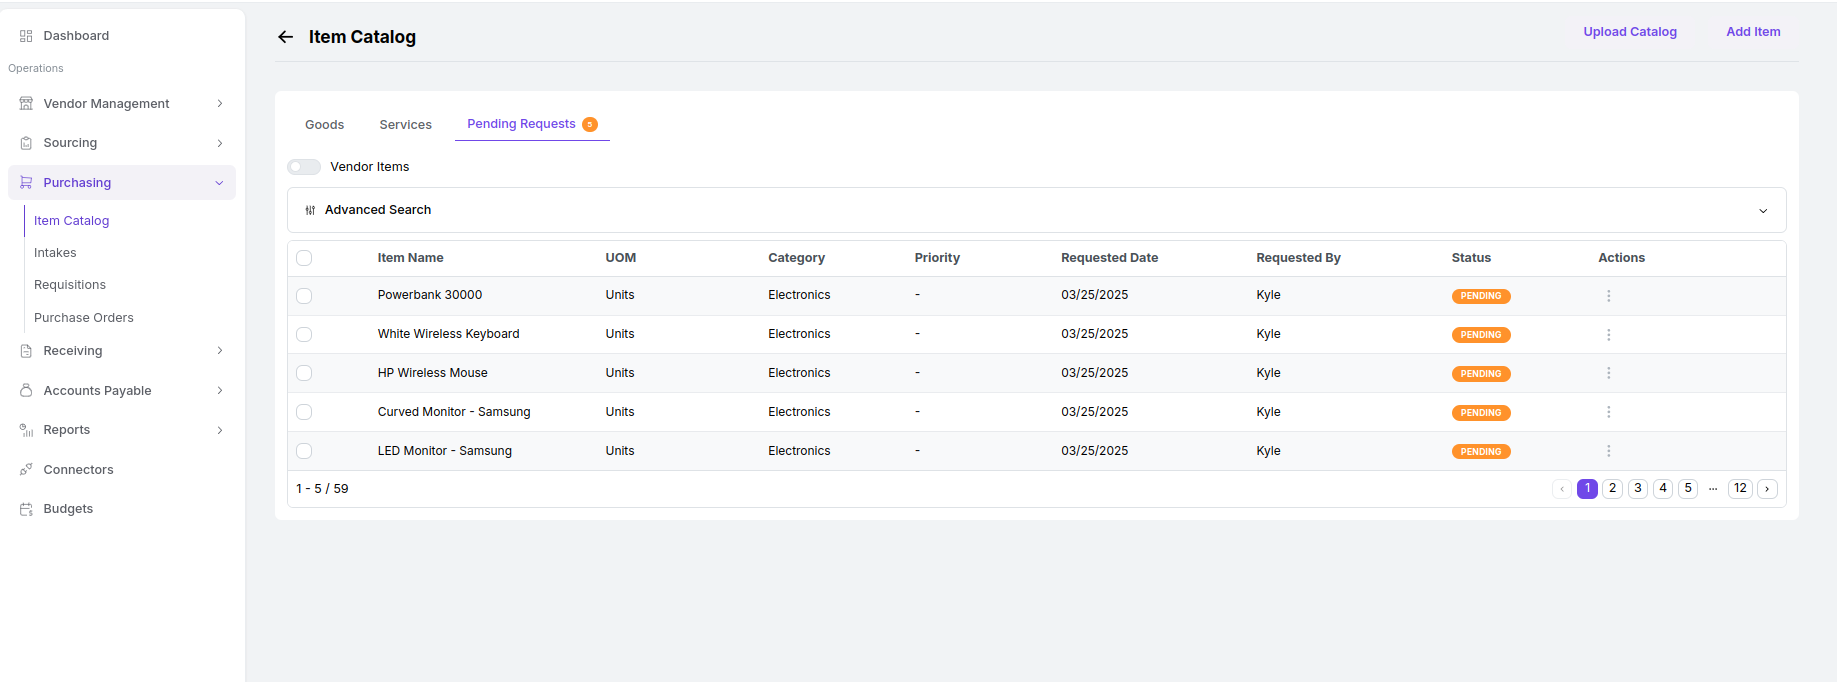 Dashboard
Operations
Vendor Management
Sourcing
Purchasing
Item Catalog
Intakes
Requisitions
Purchase Orders
Receiving
Accounts Payable
Reports
Connectors
Budgets
Item Catalog
Upload Catalog Add Item
Goods Services Pending Requests 5
Vendor Items
Advanced Search
Item Name UOM Category Priority Requested Date Requested By Status Actions
Powerbank 30000 Units Electronics - 03/25/2025 Kyle PENDING
White Wireless Keyboard Units Electronics - 03/25/2025 Kyle PENDING
HP Wireless Mouse Units Electronics - 03/25/2025 Kyle PENDING
Curved Monitor - Samsung Units Electronics - 03/25/2025 Kyle PENDING
LED Monitor - Samsung Units Electronics - 03/25/2025 Kyle PENDING
1 - 5 / 59 ‹ 1 2 3 4 5 ··· 12 ›